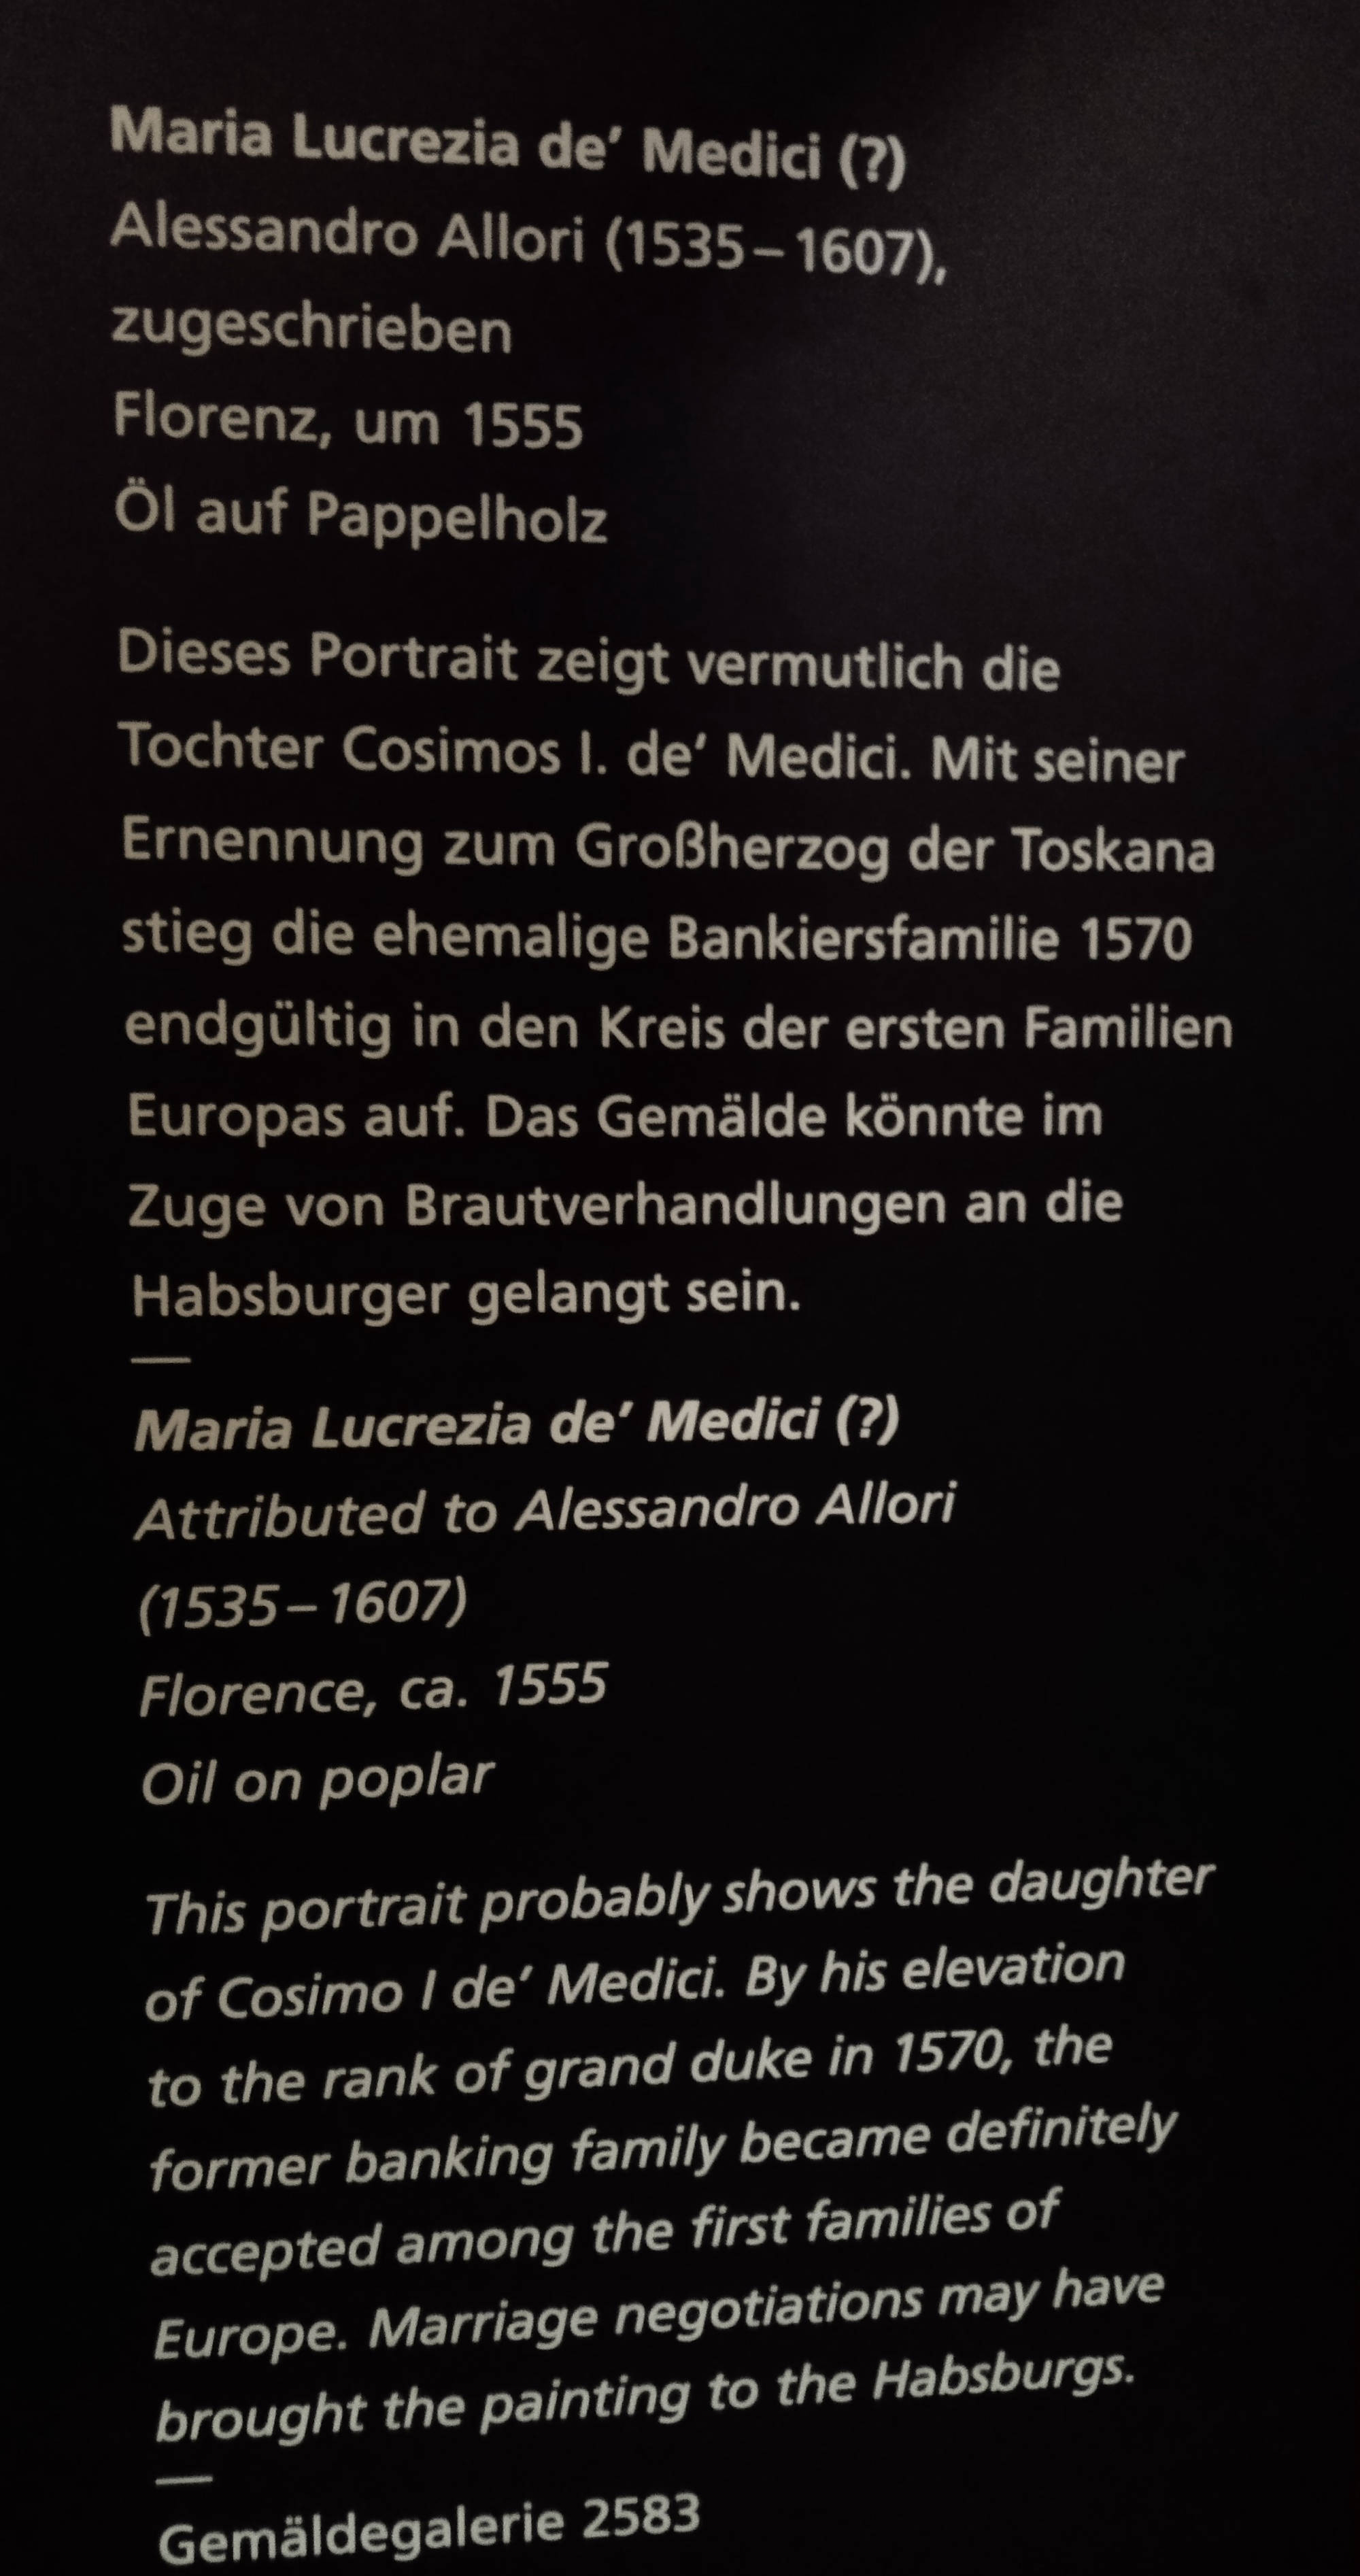 Maria Lucrezia de’ Medici (?)
Alessandro Allori (1535 – 1607),
zugeschrieben
Florenz, um 1555
Öl auf Pappelholz
Dieses Portrait zeigt vermutlich die
Tochter Cosimos I. de’ Medici. Mit seiner
Ernennung zum Großherzog der Toskana
stieg die ehemalige Bankiersfamilie 1570
endgültig in den Kreis der ersten Familien
Europas auf. Das Gemälde könnte im
Zuge von Brautverhandlungen an die
Habsburger gelangt sein.
—
Maria Lucrezia de’ Medici (?)
Attributed to Alessandro Allori
(1535 – 1607)
Florence, ca. 1555
Oil on poplar
This portrait probably shows the daughter
of Cosimo I de’ Medici. By his elevation
to the rank of grand duke in 1570, the
former banking family became definitely
accepted among the first families of
Europe. Marriage negotiations may have
brought the painting to the Habsburgs.
—
Gemäldegalerie 2583